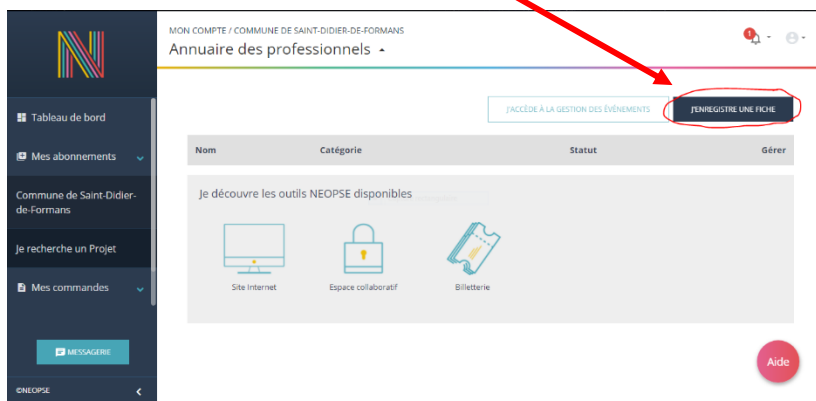 MON COMPTE / COMMUNE DE SAINT-DIDIER-DE-FORMANS
Annuaire des professionnels
1
J'ACCÈDE À LA GESTION DES ÉVÉNEMENTS
J'ENREGISTRE UNE FICHE
Tableau de bord
Mes abonnements
Commune de Saint-Didier-
de-Formans
Je recherche un Projet
Mes commandes
MESSAGERIE
©NEOPSE
Nom Catégorie Statut Gérer
Je découvre les outils NEOPSE disponibles
Site Internet Espace collaboratif Billetterie
Aide